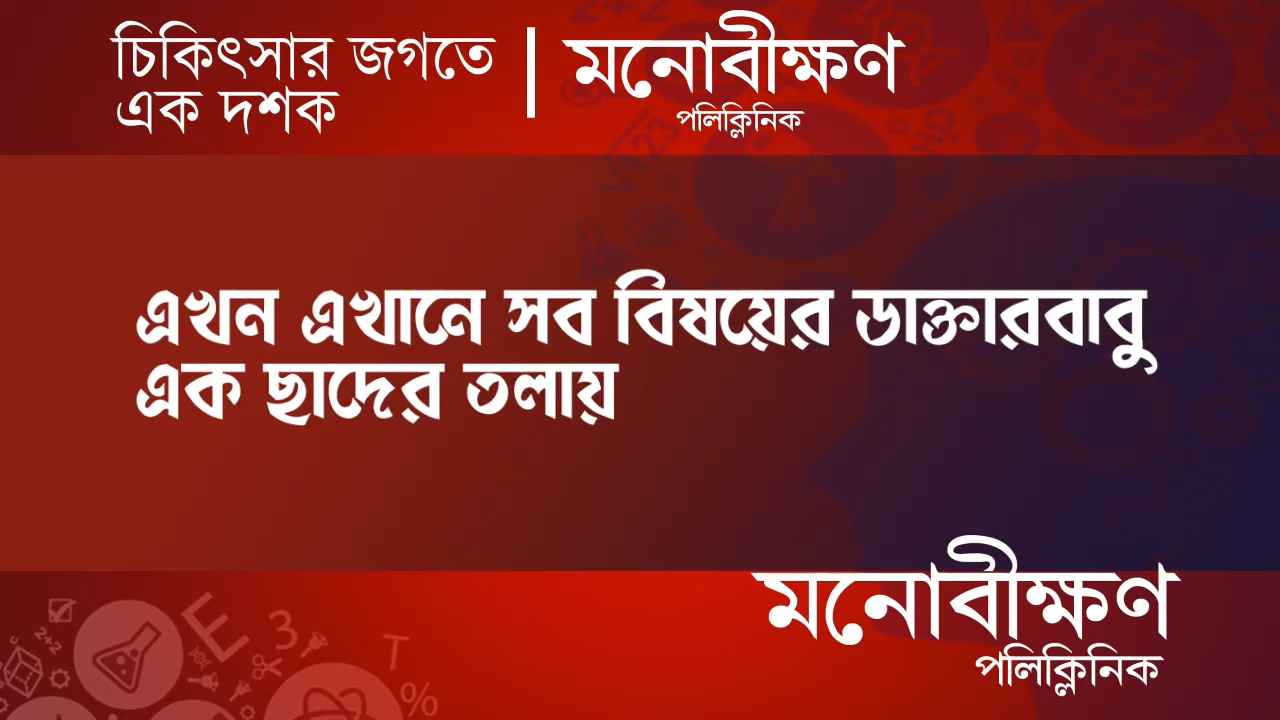 চিকিৎসার জগতে
এক দশক
মনোবীক্ষণ
পলিক্লিনিক
এখন এখানে সব বিষয়ের ডাক্তারবাবু
এক ছাদের তলায়
মনোবীক্ষণ
পলিক্লিনিক